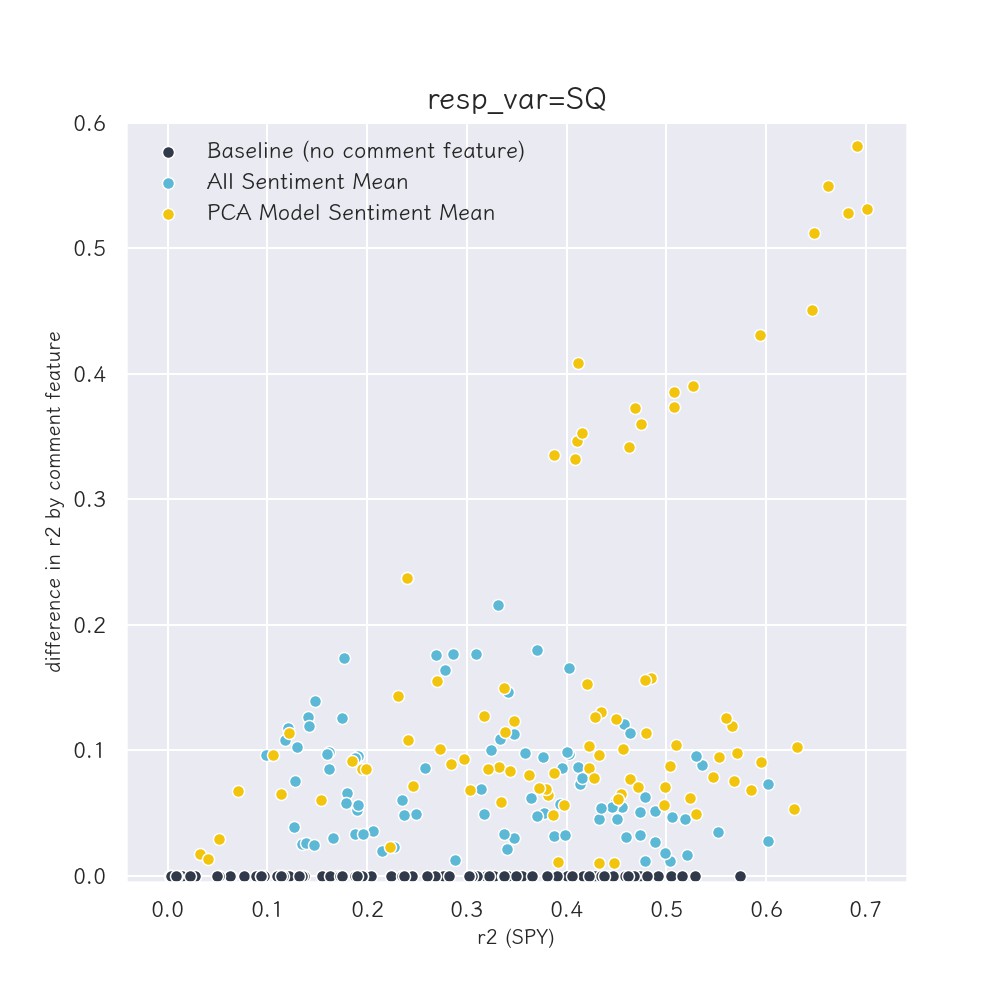 resp_var=SQ
Baseline (no comment feature)
All Sentiment Mean
PCA Model Sentiment Mean
difference in r2 by comment feature
0.6
0.5
0.4
0.3
0.2
0.1
0.0
0.0 0.1 0.2 0.3 0.4 0.5 0.6 0.7
r2 (SPY)